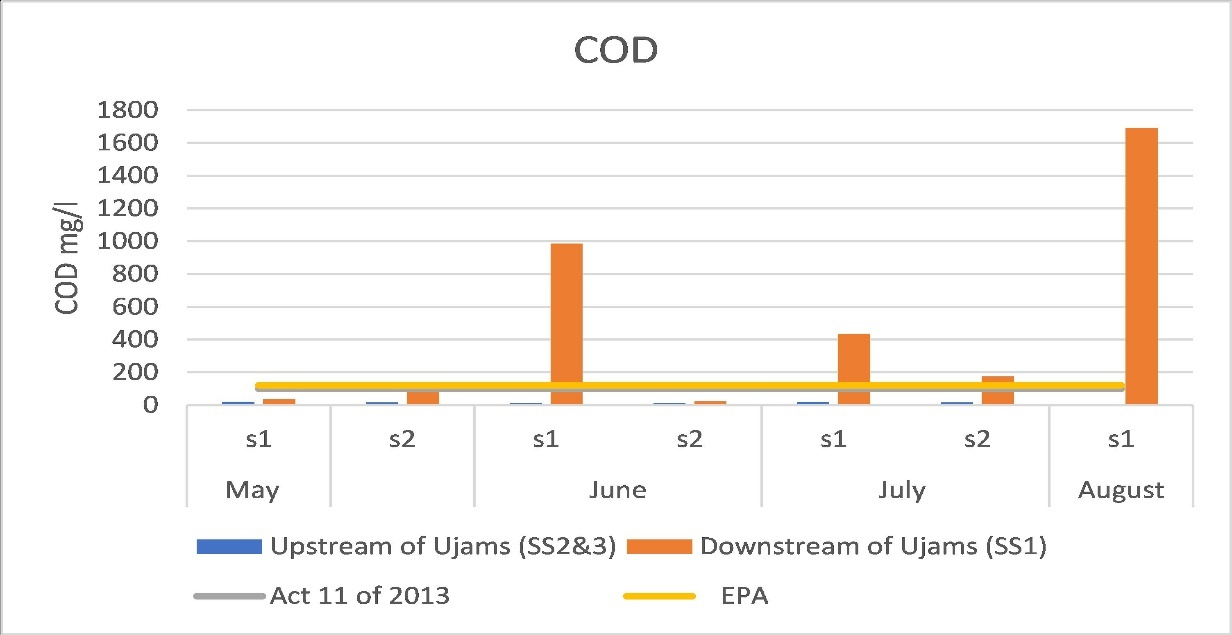 COD
1800
1600
1400
1200
1000
800
600
400
200
0
COD mg/l
s1 s2 s1 s2 s1 s2 s1
May June July August
Upstream of Ujams (SS2&3) Downstream of Ujams (SS1)
Act 11 of 2013 EPA